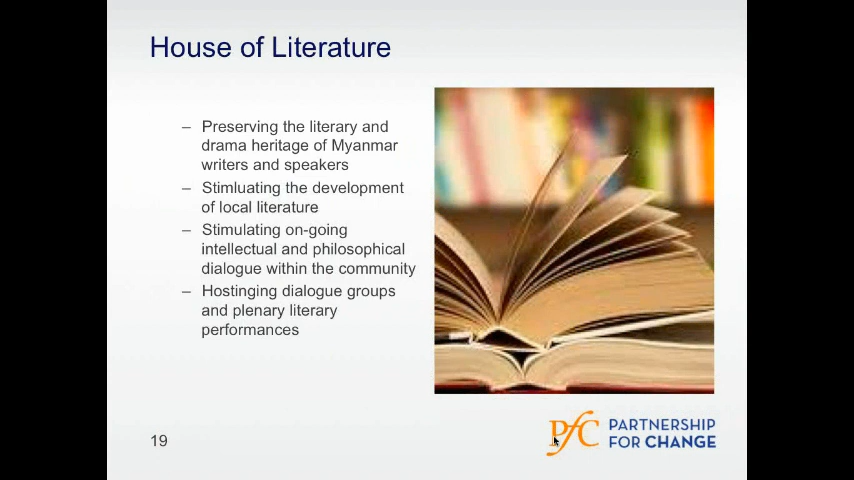 House of Literature
– Preserving the literary and
drama heritage of Myanmar
writers and speakers
– Stimluating the development
of local literature
– Stimulating on-going
intellectual and philosophical
dialogue within the community
– Hostinging dialogue groups
and plenary literary
performances
19
PfC PARTNERSHIP
FOR CHANGE